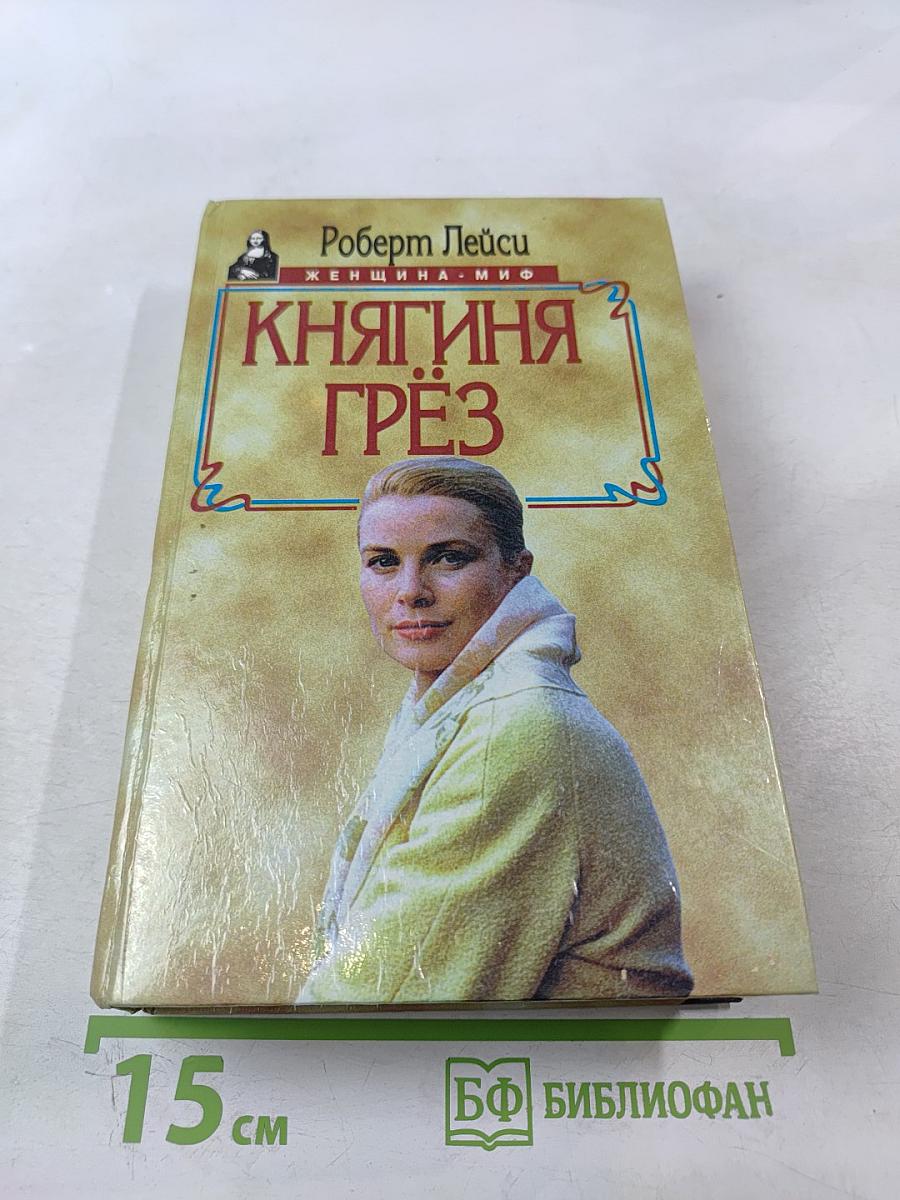 Роберт Лейси
ЖЕНЩИНА - МИФ
КНЯГИНЯ
ГРЁЗ
15 см
БФ БИБЛИОФАН